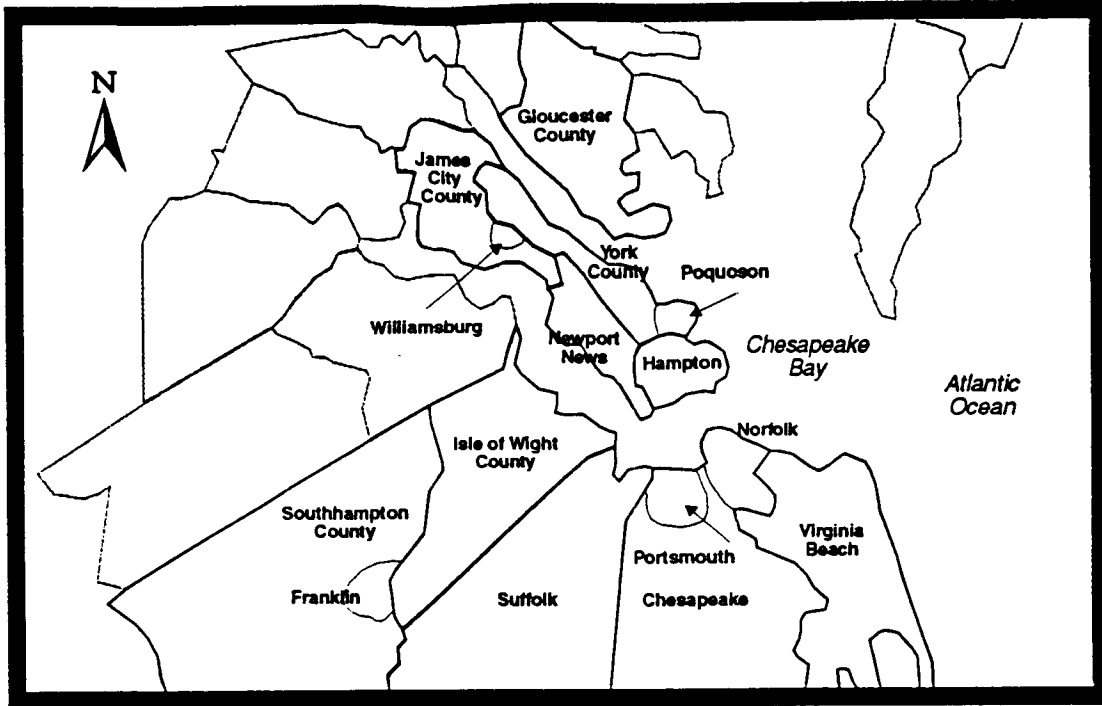 N
Gloucester
County
James
City
County
York
County
Poquoson
Williamsburg
Newport
News
Hampton
Chesapeake
Bay
Atlantic
Ocean
Norfolk
Isle of Wight
County
Southhampton
County
Virginia
Beach
Portsmouth
Franklin
Suffolk
Chesapeake